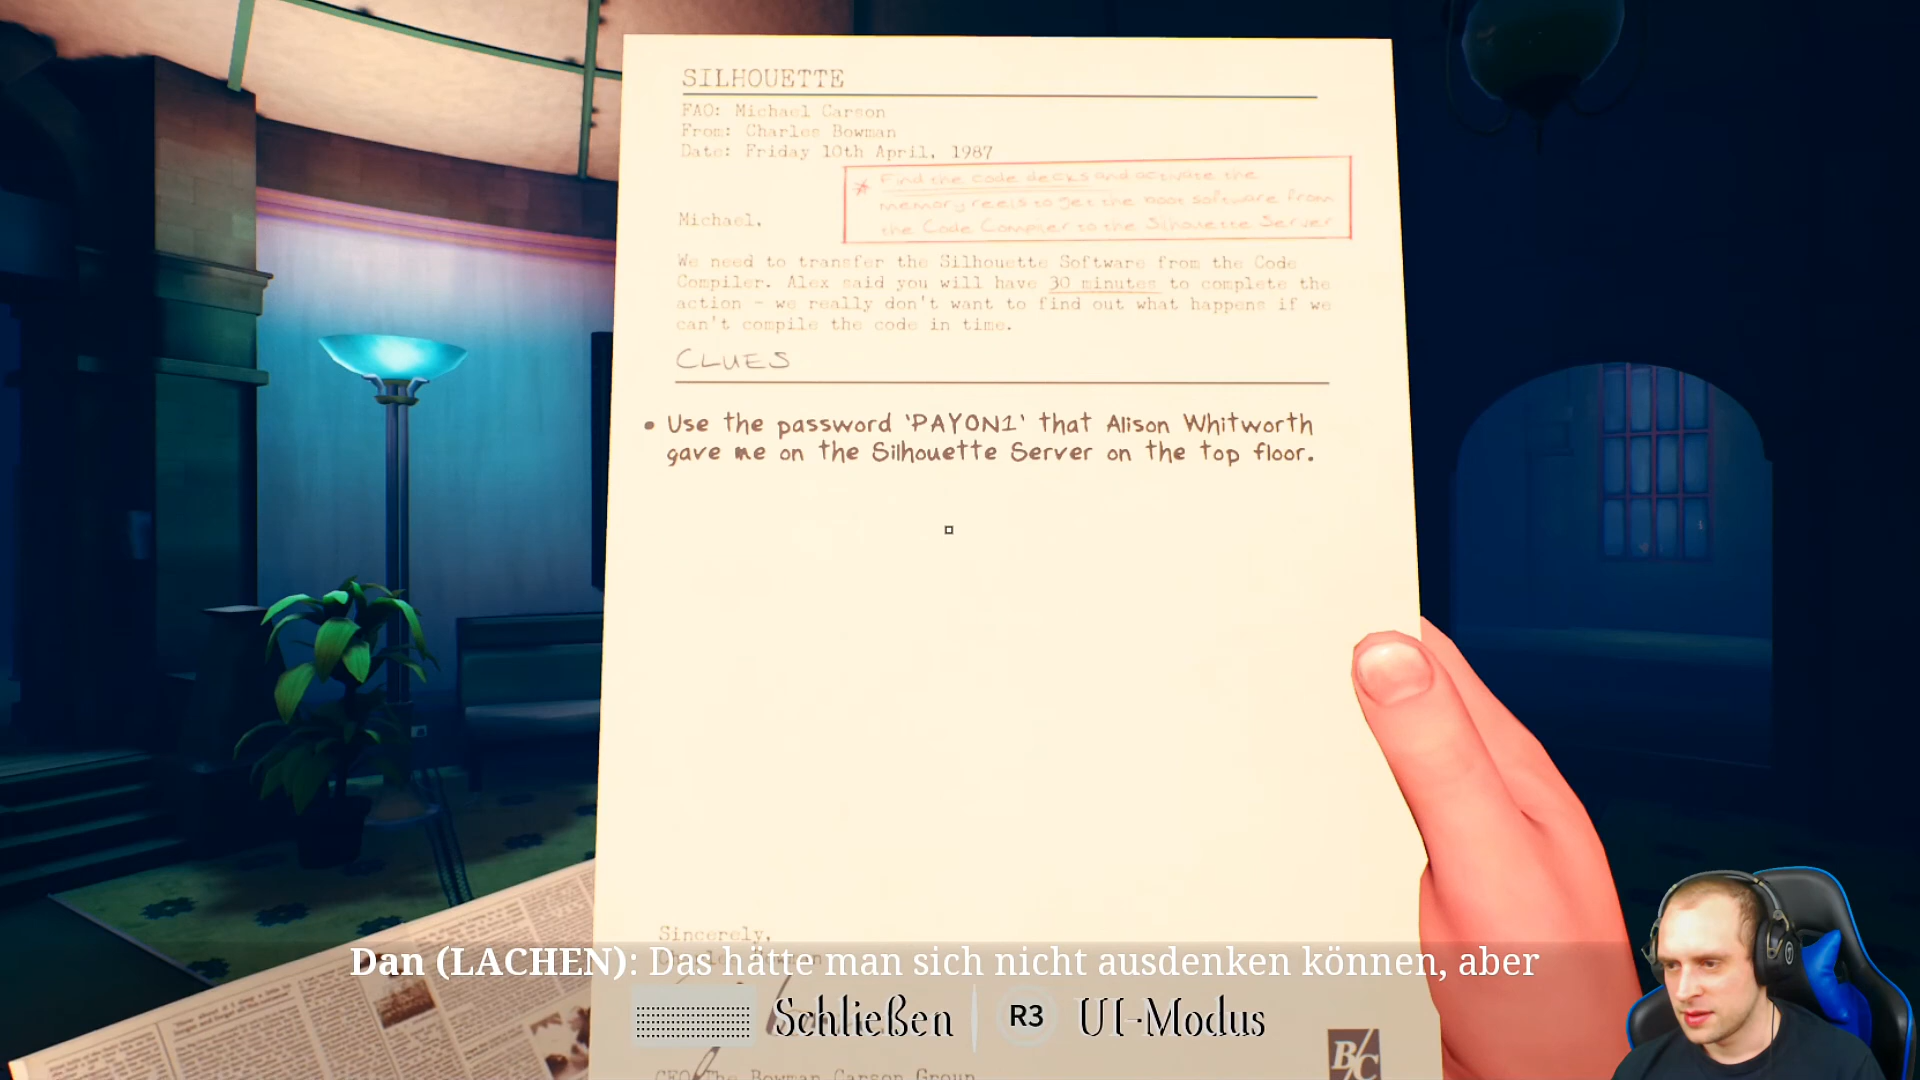 SILHOUETTE
FAO: Michael Carson
From: Charles Bowman
Date: Friday 10th April, 1987
* Find the code decks and activate the
memory reels to get the boot software from
the Code Compiler to the Silhouette Server
Michael,
We need to transfer the Silhouette Software from the Code
Compiler. Alex said you will have 30 minutes to complete the
action - we really don't want to find out what happens if we
can't compile the code in time.
CLUES
• Use the password 'PAYON1' that Alison Whitworth
gave me on the Silhouette Server on the top floor.
Sincerely,
Dan (LACHEN): Das hätte man sich nicht ausdenken können, aber
Schließen R3 UI-Modus
CEO The Bowman Carson Group
B/C